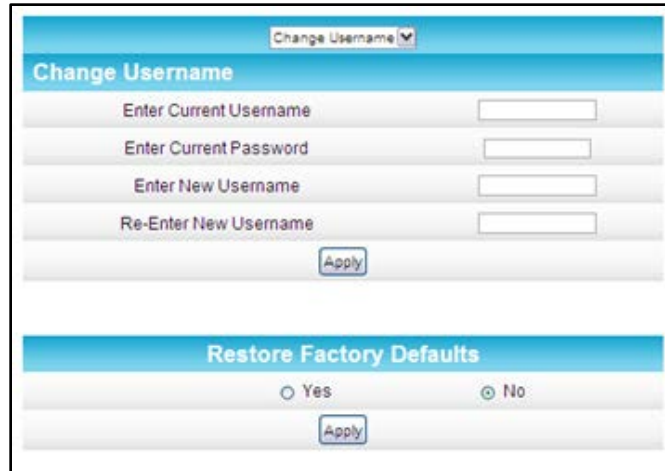 Change Username
Change Username
Enter Current Username
Enter Current Password
Enter New Username
Re-Enter New Username
Apply
Restore Factory Defaults
Yes No
Apply